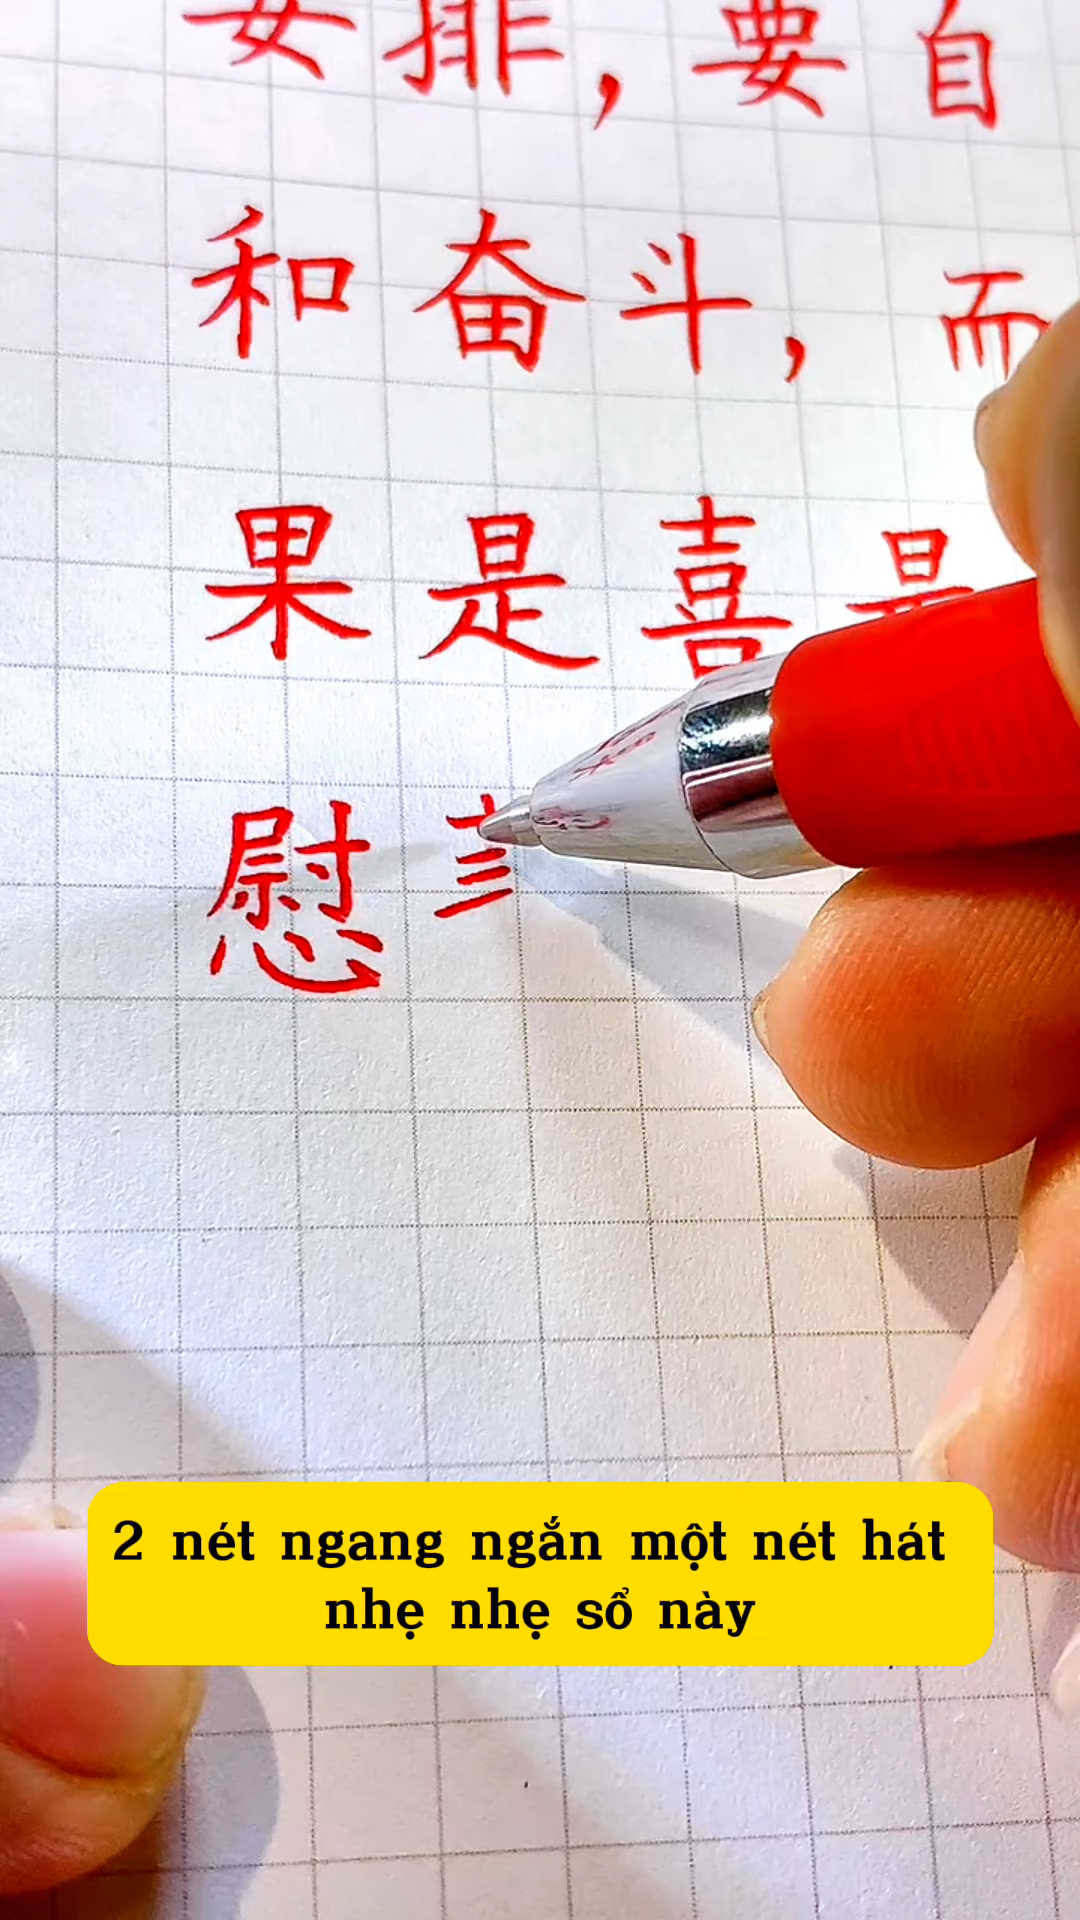 安排，要自
和奋斗，而
果是喜
慰
2 nét ngang ngắn một nét hát
nhẹ nhẹ sổ này